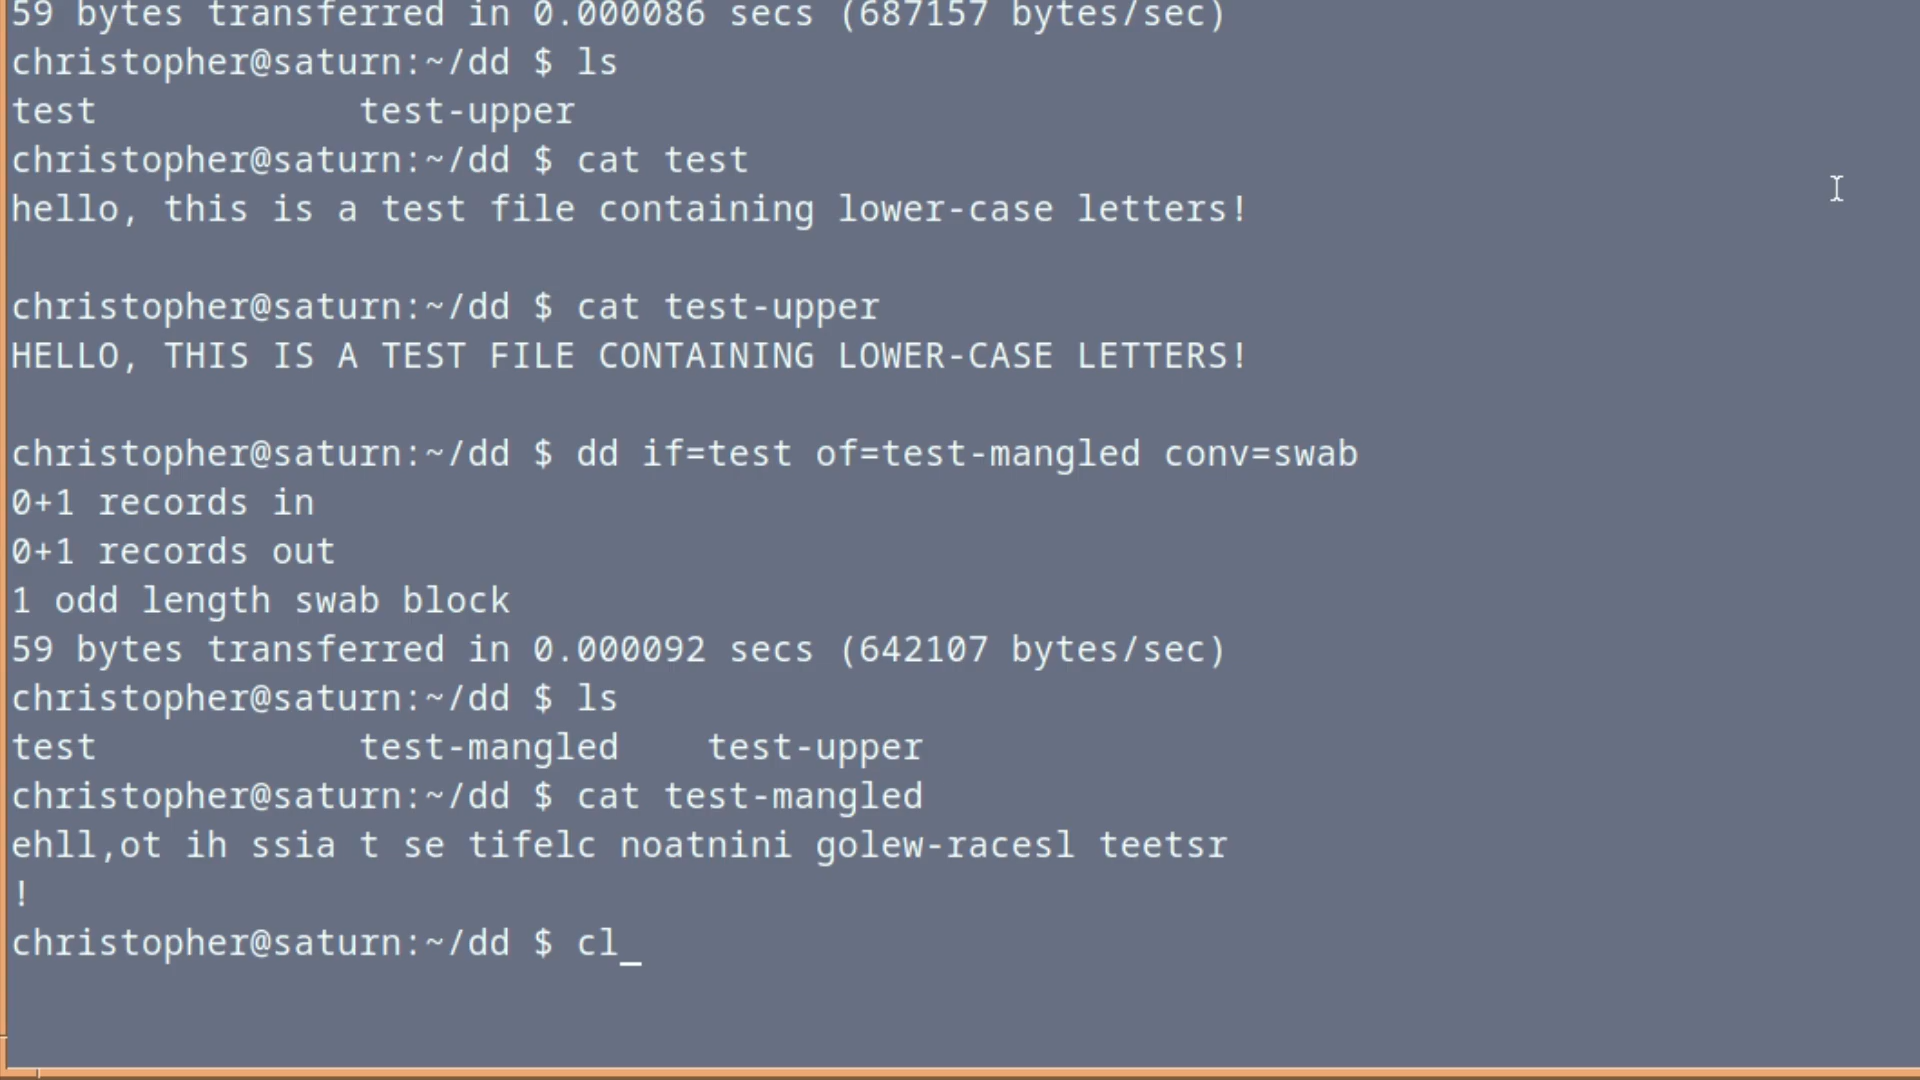 59 bytes transferred in 0.000086 secs (687157 bytes/sec)
christopher@saturn:~/dd $ ls
test            test-upper
christopher@saturn:~/dd $ cat test
hello, this is a test file containing lower-case letters!
christopher@saturn:~/dd $ cat test-upper
HELLO, THIS IS A TEST FILE CONTAINING LOWER-CASE LETTERS!
christopher@saturn:~/dd $ dd if=test of=test-mangled conv=swab
0+1 records in
0+1 records out
1 odd length swab block
59 bytes transferred in 0.000092 secs (642107 bytes/sec)
christopher@saturn:~/dd $ ls
test            test-mangled    test-upper
christopher@saturn:~/dd $ cat test-mangled
ehll,ot ih ssia t se tifelc noatnini golew-racesl teetsr
!
christopher@saturn:~/dd $ cl_